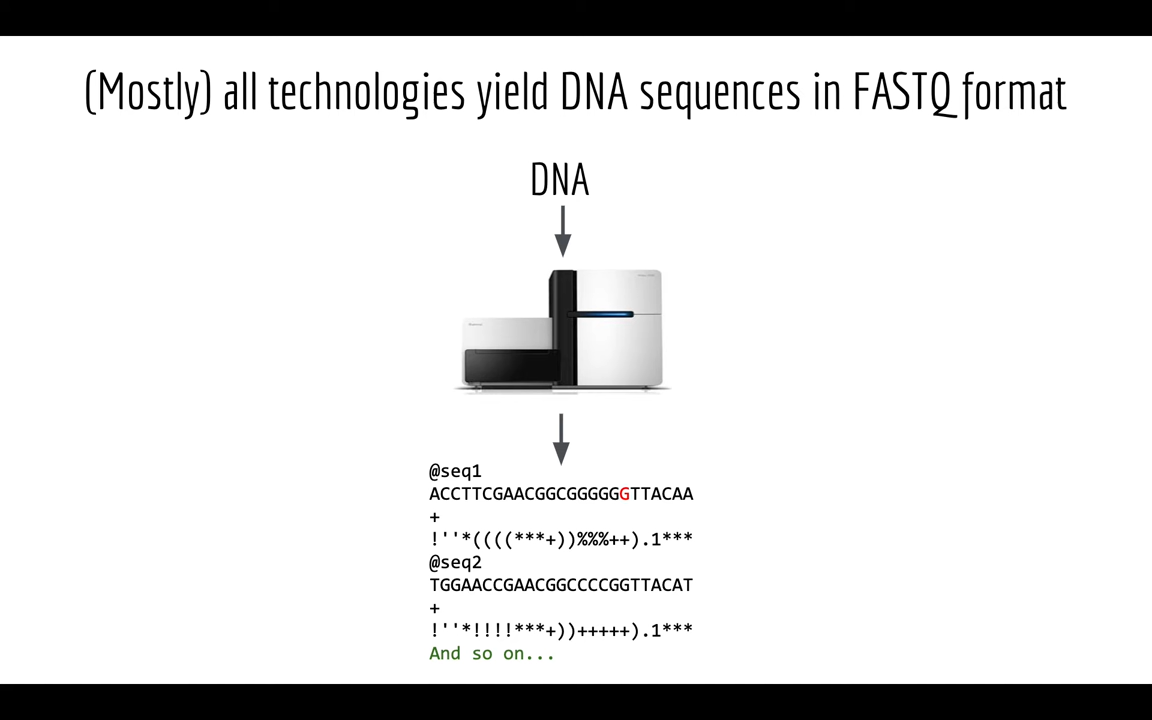 (Mostly) all technologies yield DNA sequences in FASTQ format
DNA
@seq1
ACCTTCGAACGGCGGGGGGTTACAA
+
!''*((((***+))%%%++).1***
@seq2
TGGAACCGAACGGCCCCGGTTACAT
+
!''*!!!!***+))+++++).1***
And so on...